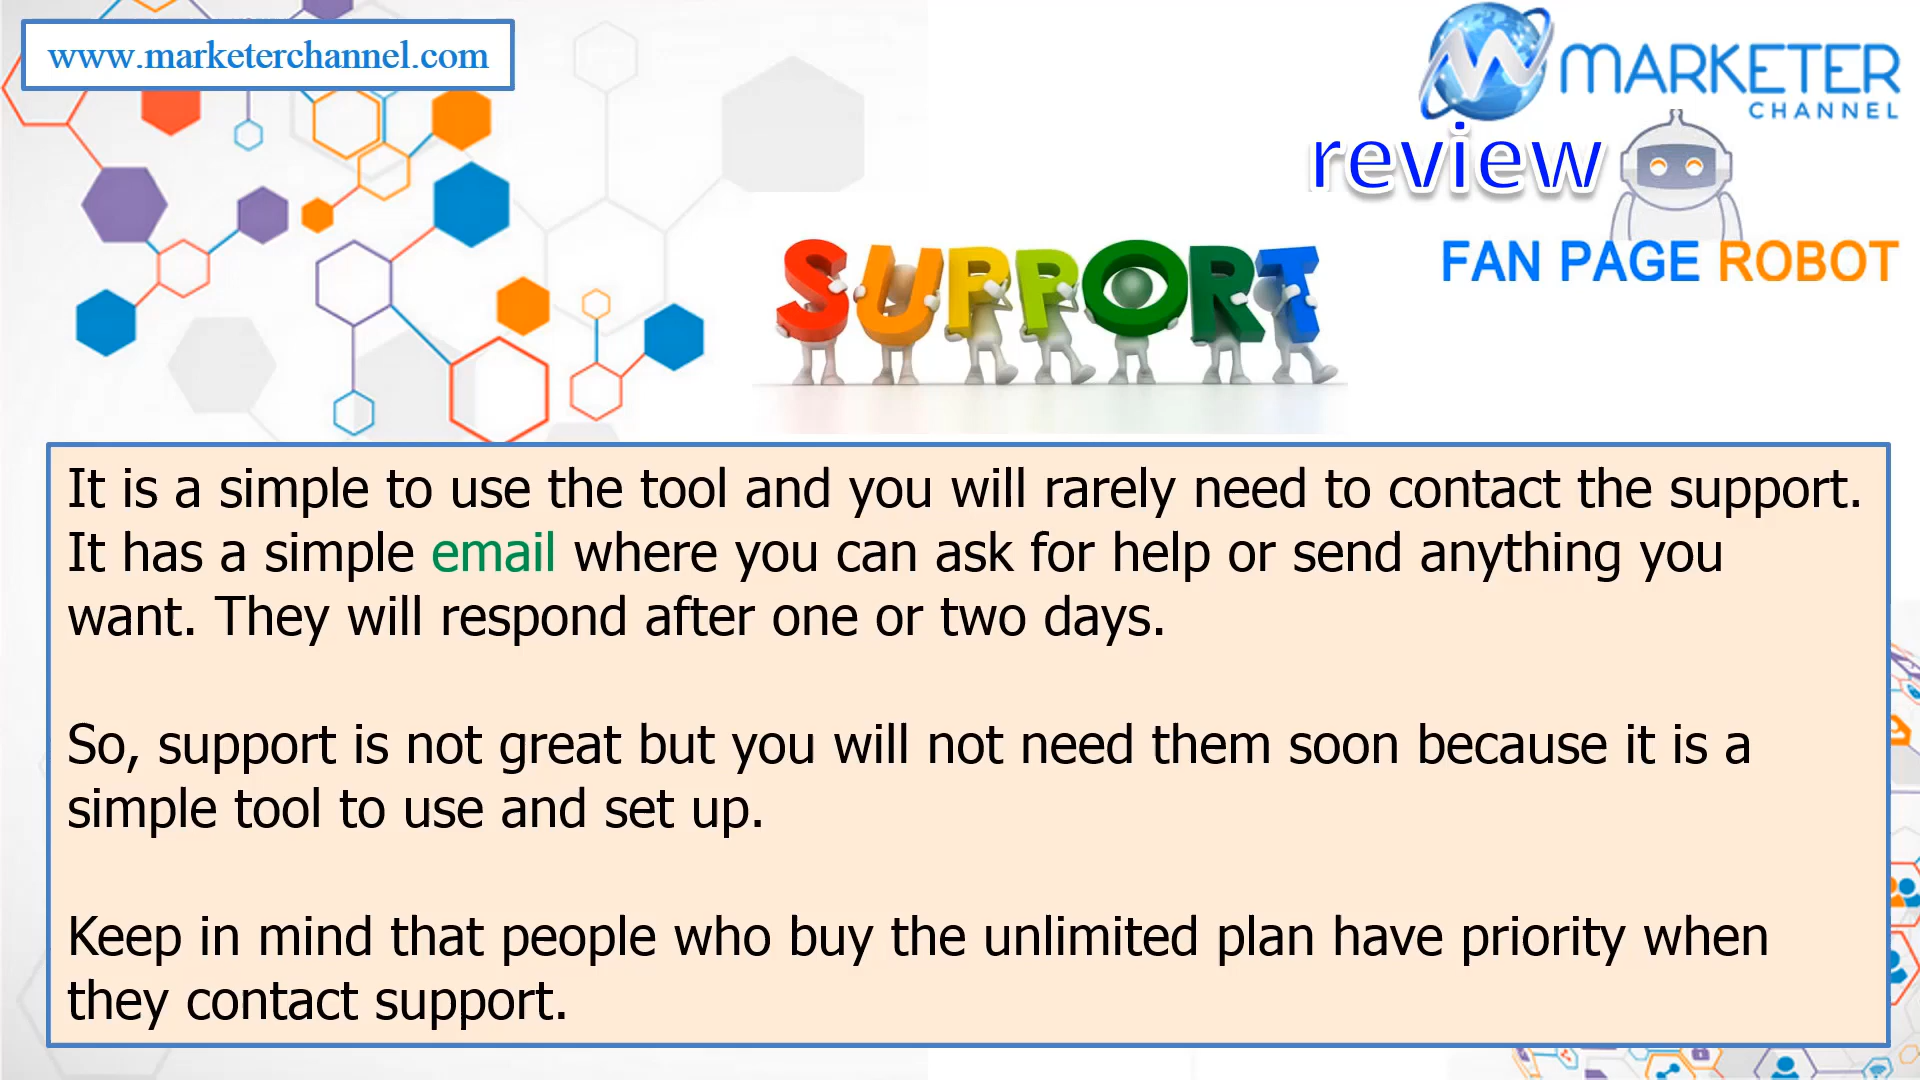 www.marketerchannel.com
MARKETER
CHANNEL
review
FAN PAGE ROBOT
SUPPORT
It is a simple to use the tool and you will rarely need to contact the support.
It has a simple email where you can ask for help or send anything you
want. They will respond after one or two days.
So, support is not great but you will not need them soon because it is a
simple tool to use and set up.
Keep in mind that people who buy the unlimited plan have priority when
they contact support.